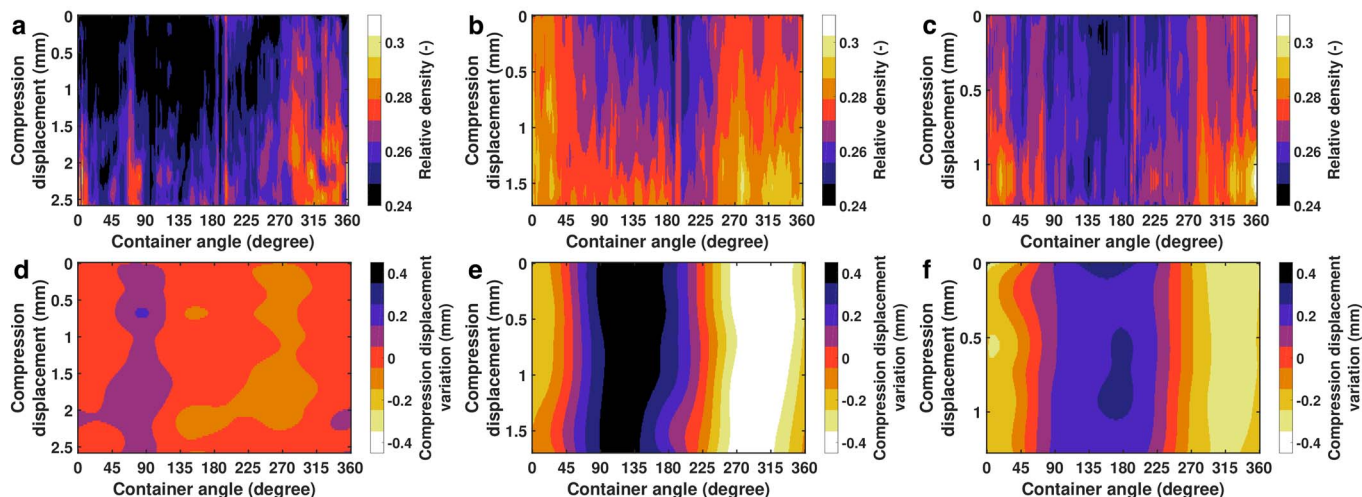 a
0
0.5
1
1.5
2
2.5
Compression
displacement (mm)
0 45 90 135 180 225 270 315 360
Container angle (degree)
0.3
0.28
0.26
0.24
Relative density (-)
b
0
0.5
1
1.5
Compression
displacement (mm)
0 45 90 135 180 225 270 315 360
Container angle (degree)
0.3
0.28
0.26
0.24
Relative density (-)
c
0
0.5
1
Compression
displacement (mm)
0 45 90 135 180 225 270 315 360
Container angle (degree)
0.3
0.28
0.26
0.24
Relative density (-)
d
0
0.5
1
1.5
2
2.5
Compression
displacement (mm)
0 45 90 135 180 225 270 315 360
Container angle (degree)
0.4
0.2
0
-0.2
-0.4
Compression displacement
variation (mm)
e
0
0.5
1
1.5
Compression
displacement (mm)
0 45 90 135 180 225 270 315 360
Container angle (degree)
0.4
0.2
0
-0.2
-0.4
Compression displacement
variation (mm)
f
0
0.5
1
Compression
displacement (mm)
0 45 90 135 180 225 270 315 360
Container angle (degree)
0.4
0.2
0
-0.2
-0.4
Compression displacement
variation (mm)